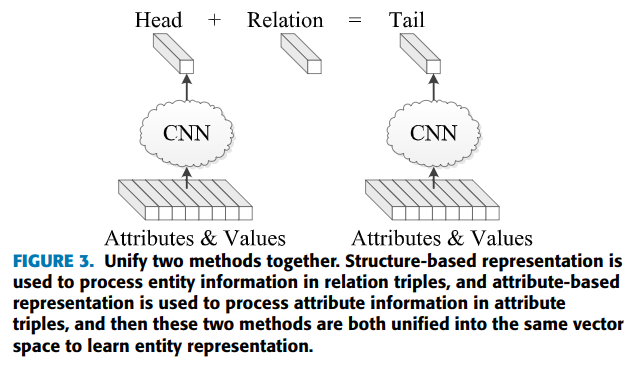 Head + Relation = Tail
CNN CNN
Attributes & Values Attributes & Values
FIGURE 3. Unify two methods together. Structure-based representation is
used to process entity information in relation triples, and attribute-based
representation is used to process attribute information in attribute
triples, and then these two methods are both unified into the same vector
space to learn entity representation.